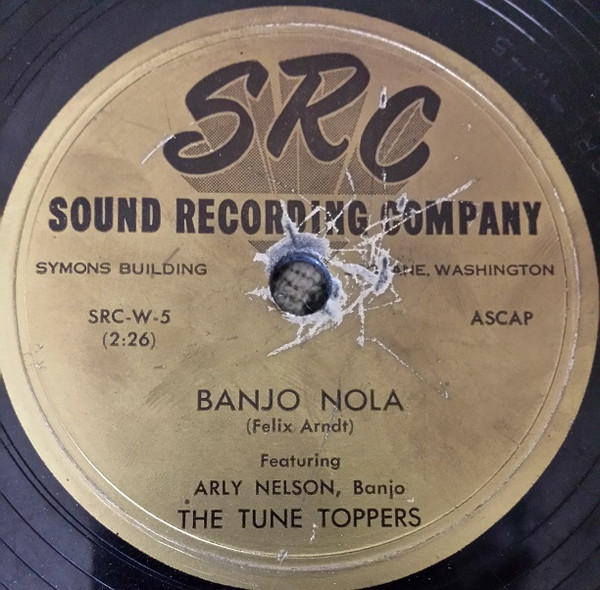 SRC
SOUND RECORDING COMPANY
SYMONS BUILDING
WASHINGTON
SRC-W-5
ASCAP
(2:26)
BANJO NOLA
(Felix Arndt)
Featuring
ARLY NELSON, Banjo
THE TUNE TOPPERS